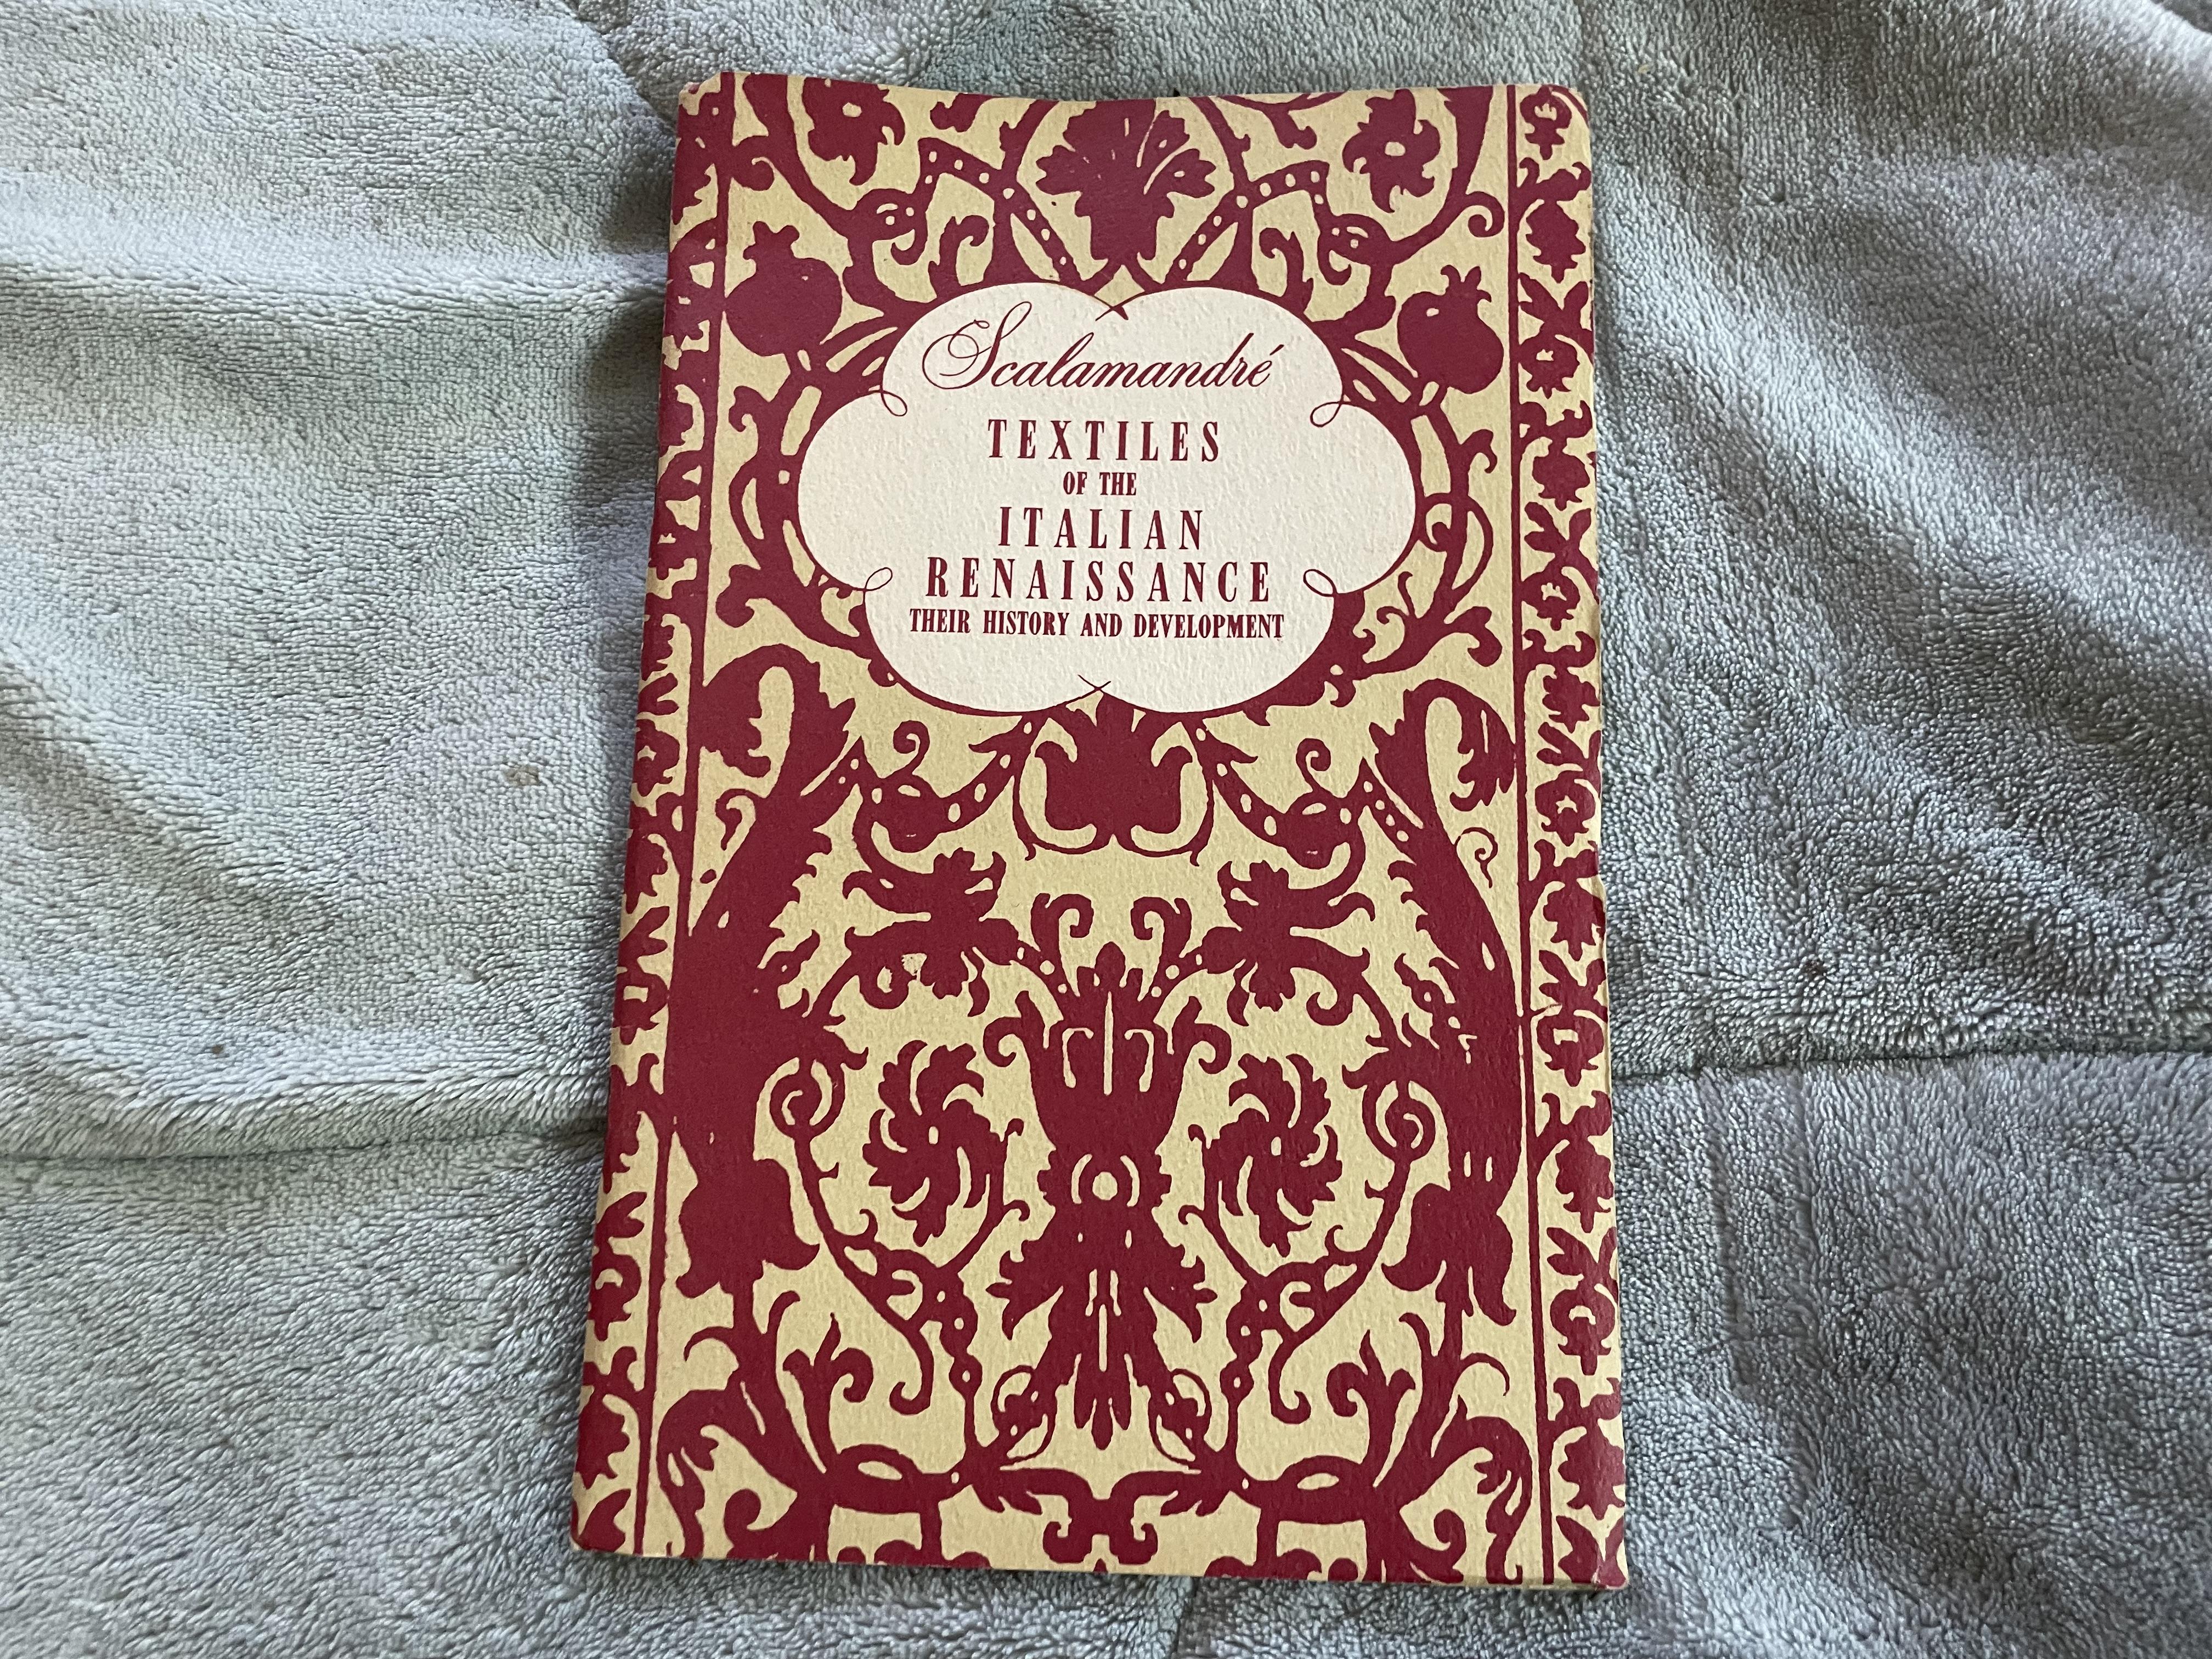 Scalamandré
TEXTILES
OF THE
ITALIAN
RENAISSANCE
THEIR HISTORY AND DEVELOPMENT